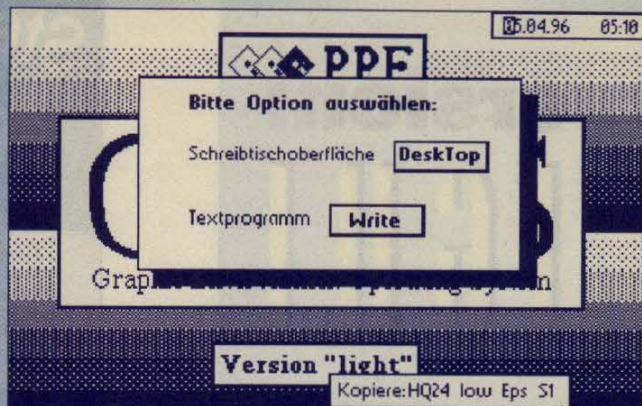 05.04.96 05:10
PPF
Bitte Option auswählen:
Schreibtischoberfläche DeskTop
Textprogramm Write
Version "light"
Kopiere:HQ24 low Eps S1